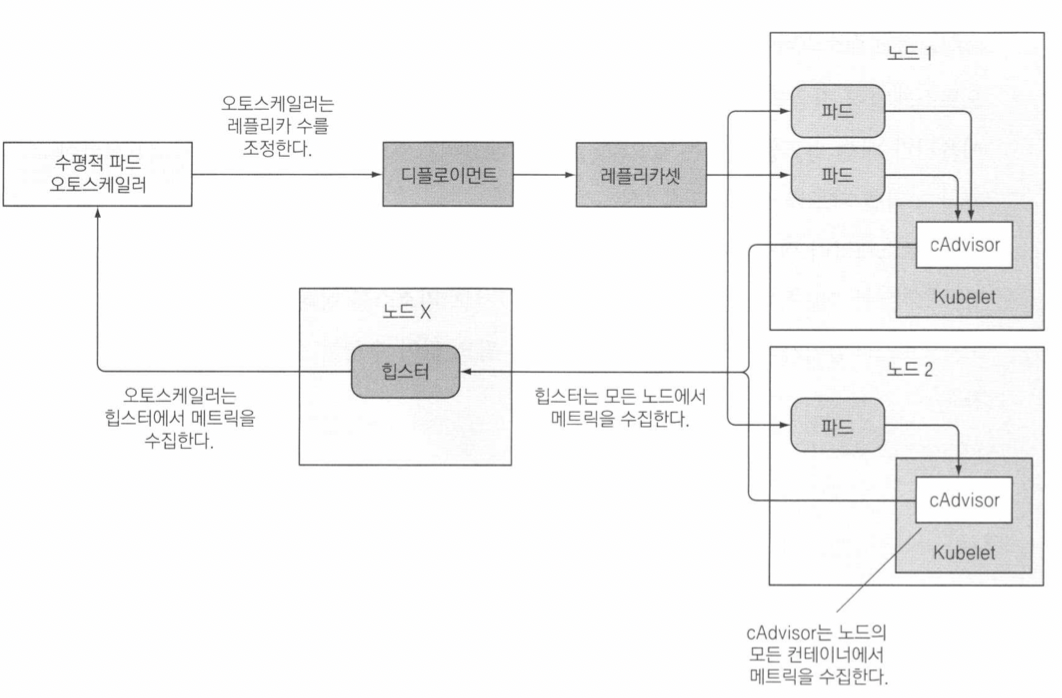 노드 1
오토스케일러는
레플리카 수를
조정한다.
파드
수평적 파드
오토스케일러
디플로이먼트
레플리카셋
파드
cAdvisor
Kubelet
노드 X
힙스터
오토스케일러는
힙스터에서 메트릭을
수집한다.
힙스터는 모든 노드에서
메트릭을 수집한다.
노드 2
파드
cAdvisor
Kubelet
cAdvisor는 노드의
모든 컨테이너에서
메트릭을 수집한다.